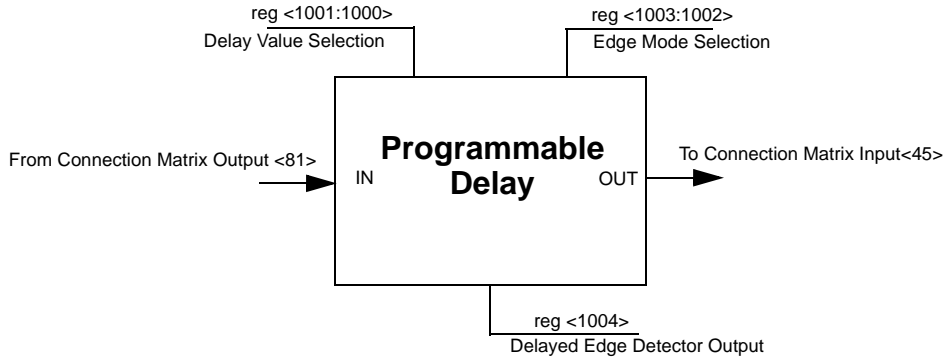 reg <1001:1000>
Delay Value Selection
reg <1003:1002>
Edge Mode Selection
From Connection Matrix Output <81>
IN
Programmable
Delay
OUT
To Connection Matrix Input<45>
reg <1004>
Delayed Edge Detector Output